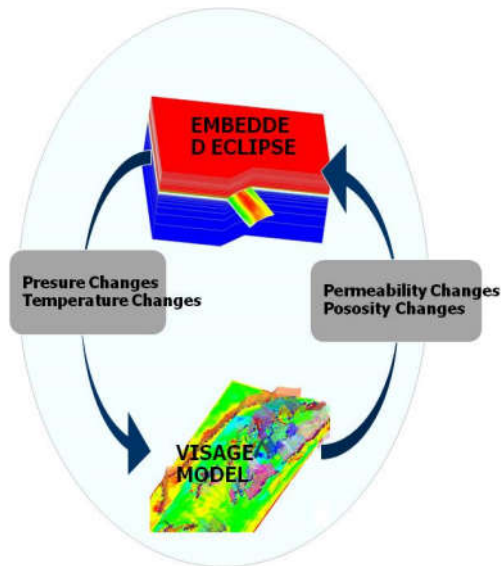 EMBEDDE
D ECLIPSE
Presure Changes
Temperature Changes
Permeability Changes
Pososity Changes
VISAGE
MODEL